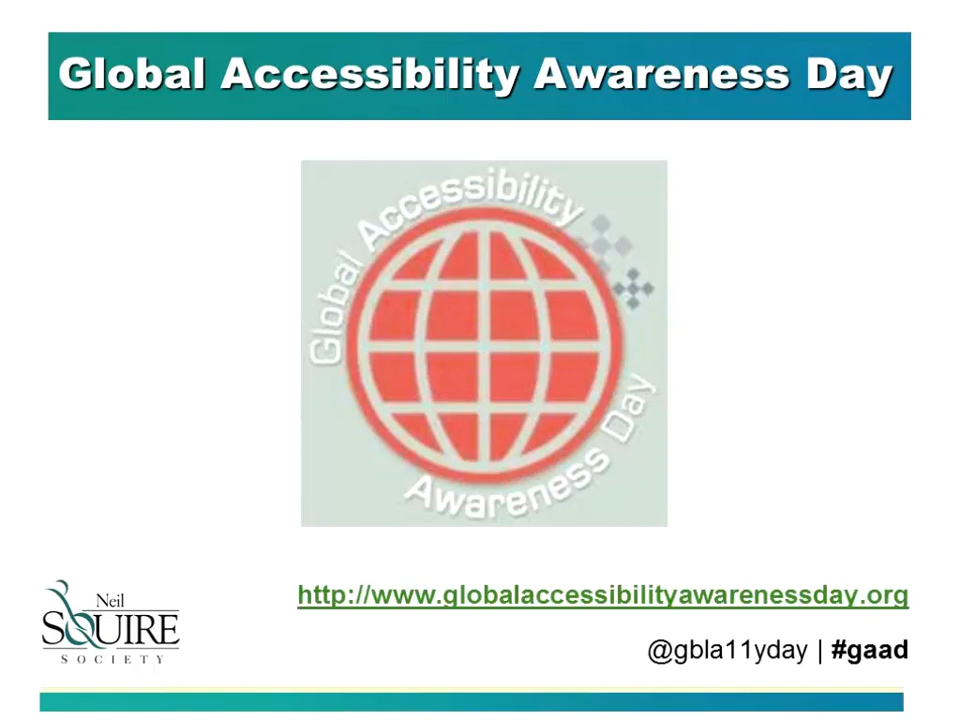 Global Accessibility Awareness Day
Global Accessibility
Awareness Day
http://www.globalaccessibilityawarenessday.org
Neil
SQUIRE
SOCIETY
@gbla11yday | #gaad